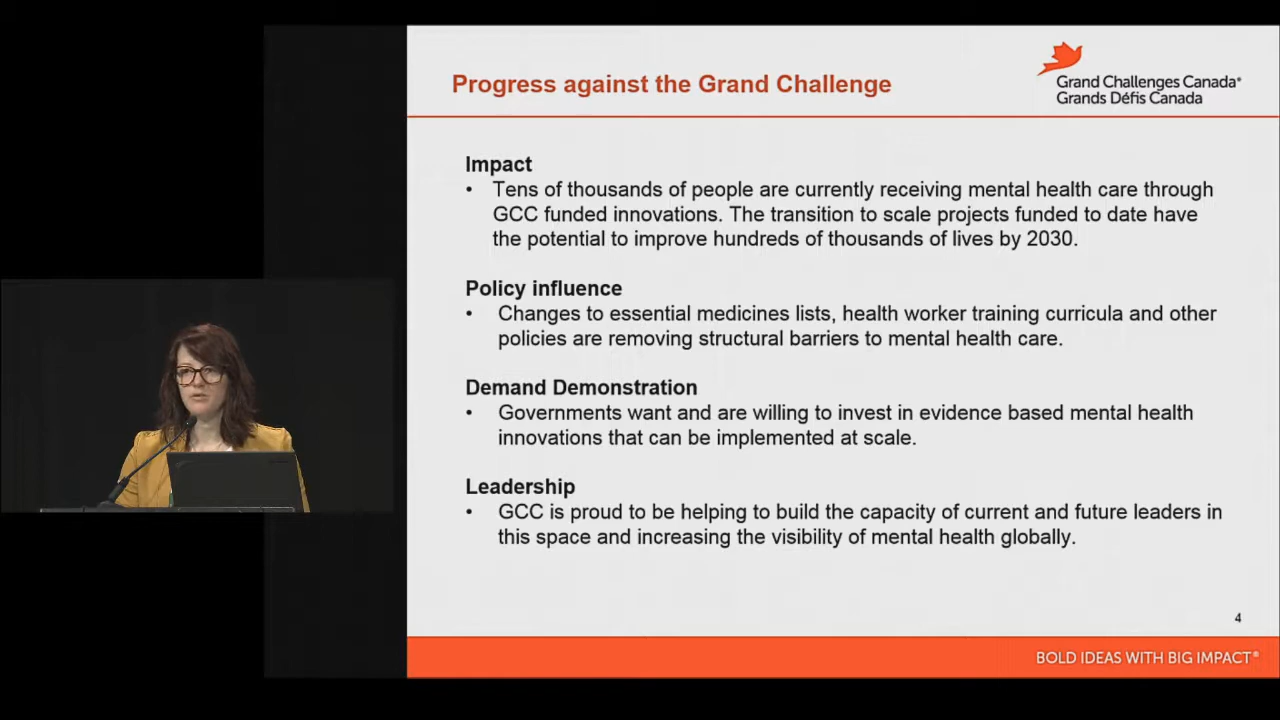 Progress against the Grand Challenge
Grand Challenges Canada®
Grands Défis Canada
Impact
• Tens of thousands of people are currently receiving mental health care through
GCC funded innovations. The transition to scale projects funded to date have
the potential to improve hundreds of thousands of lives by 2030.
Policy influence
• Changes to essential medicines lists, health worker training curricula and other
policies are removing structural barriers to mental health care.
Demand Demonstration
• Governments want and are willing to invest in evidence based mental health
innovations that can be implemented at scale.
Leadership
• GCC is proud to be helping to build the capacity of current and future leaders in
this space and increasing the visibility of mental health globally.
4
BOLD IDEAS WITH BIG IMPACT®